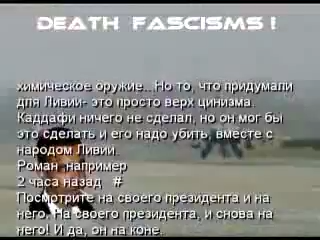 DEATH FASCISMS !
химическое оружие...Но то, что придумали
для Ливии- это просто верх цинизма.
Каддафи ничего не сделал, но он мог бы
это сделать и его надо убить, вместе с
народом Ливии.
Роман ,например
2 часа назад #
Посмотрите на своего президента и на
него. На своего президента, и снова на
него! И да, он на коне.